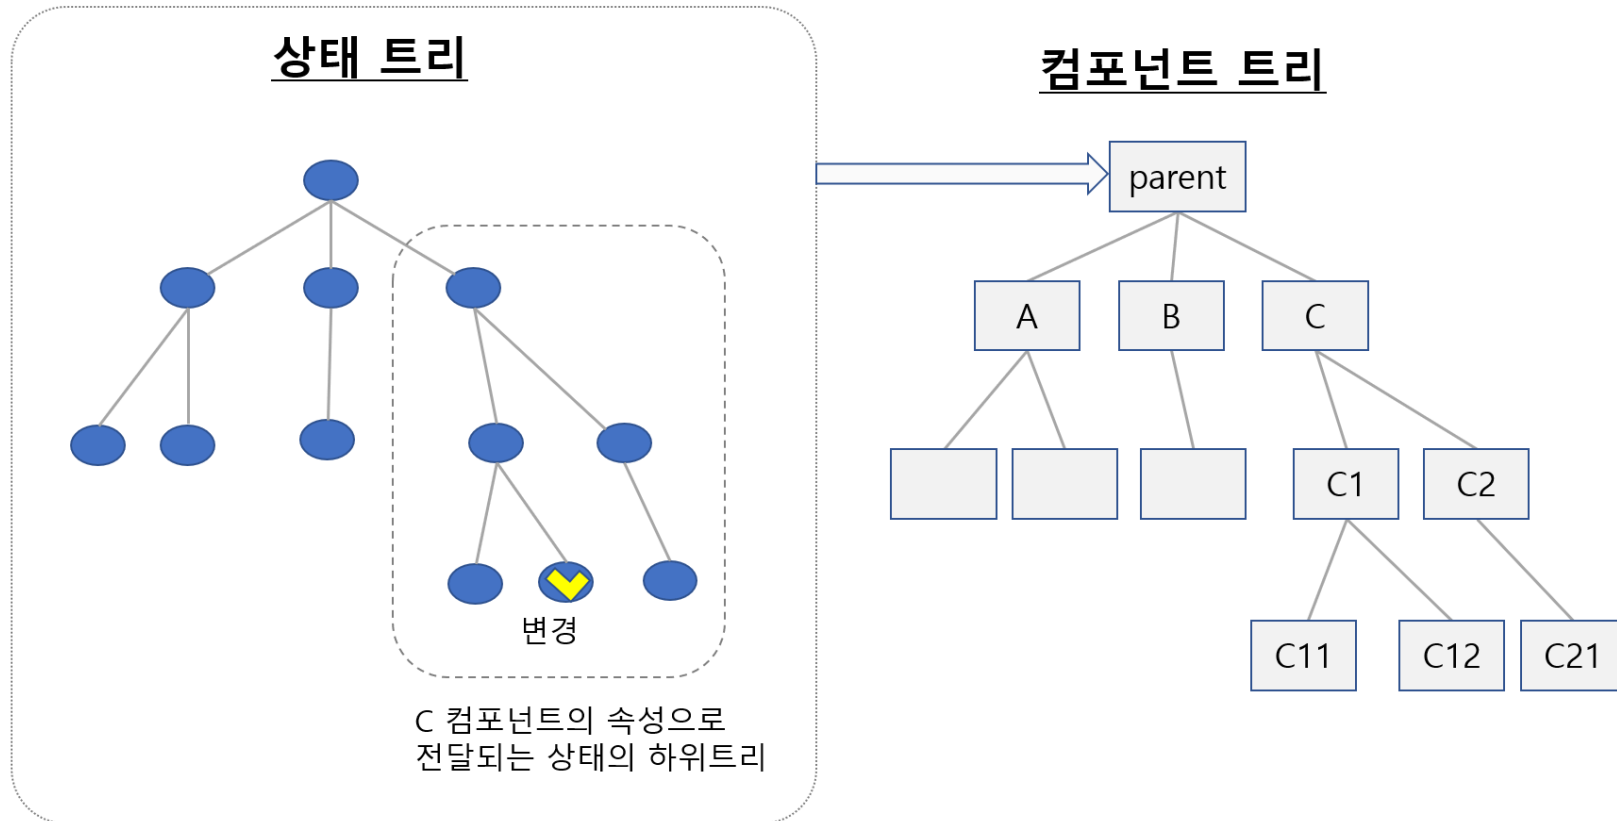 상태 트리
컴포넌트 트리
parent
A
B
C
C1
C2
변경
C11
C12
C21
C 컴포넌트의 속성으로
전달되는 상태의 하위트리